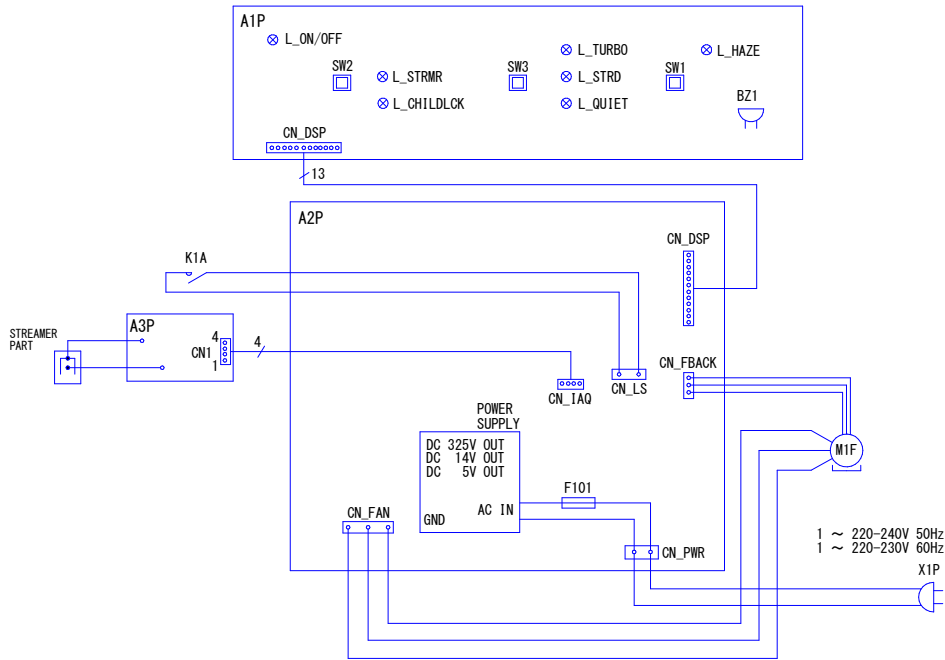 A1P
L_ON/OFF
SW2
L_STRMR
L_CHILDLCK
SW3
L_TURBO
L_STRD
L_QUIET
SW1
L_HAZE
BZ1
CN_DSP
13
A2P
CN_DSP
K1A
STREAMER
PART
A3P
CN1
4
1
4
CN_IAQ
CN_LS
CN_FBACK
M1F
POWER
SUPPLY
DC 325V OUT
DC 14V OUT
DC 5V OUT
AC IN
GND
F101
CN_FAN
CN_PWR
1 ～ 220-240V 50Hz
1 ～ 220-230V 60Hz
X1P